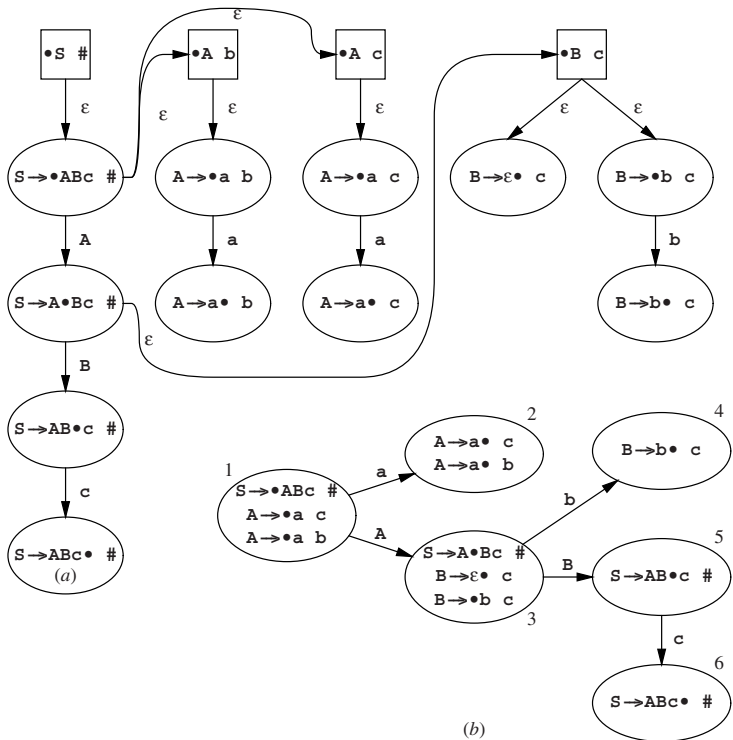 ε
•S #
•A b
•A c
•B c
ε
ε
ε
ε
ε
ε
S→•ABc #
A→•a b
A→•a c
B→ε• c
B→•b c
A
a
a
b
S→A•Bc #
A→a• b
A→a• c
B→b• c
ε
B
S→AB•c #
c
S→ABc• #
(a)
1
S→•ABc #
A→•a c
A→•a b
a
2
A→a• c
A→a• b
A
S→A•Bc #
B→ε• c
B→•b c
3
b
4
B→b• c
B
5
S→AB•c #
c
6
S→ABc• #
(b)